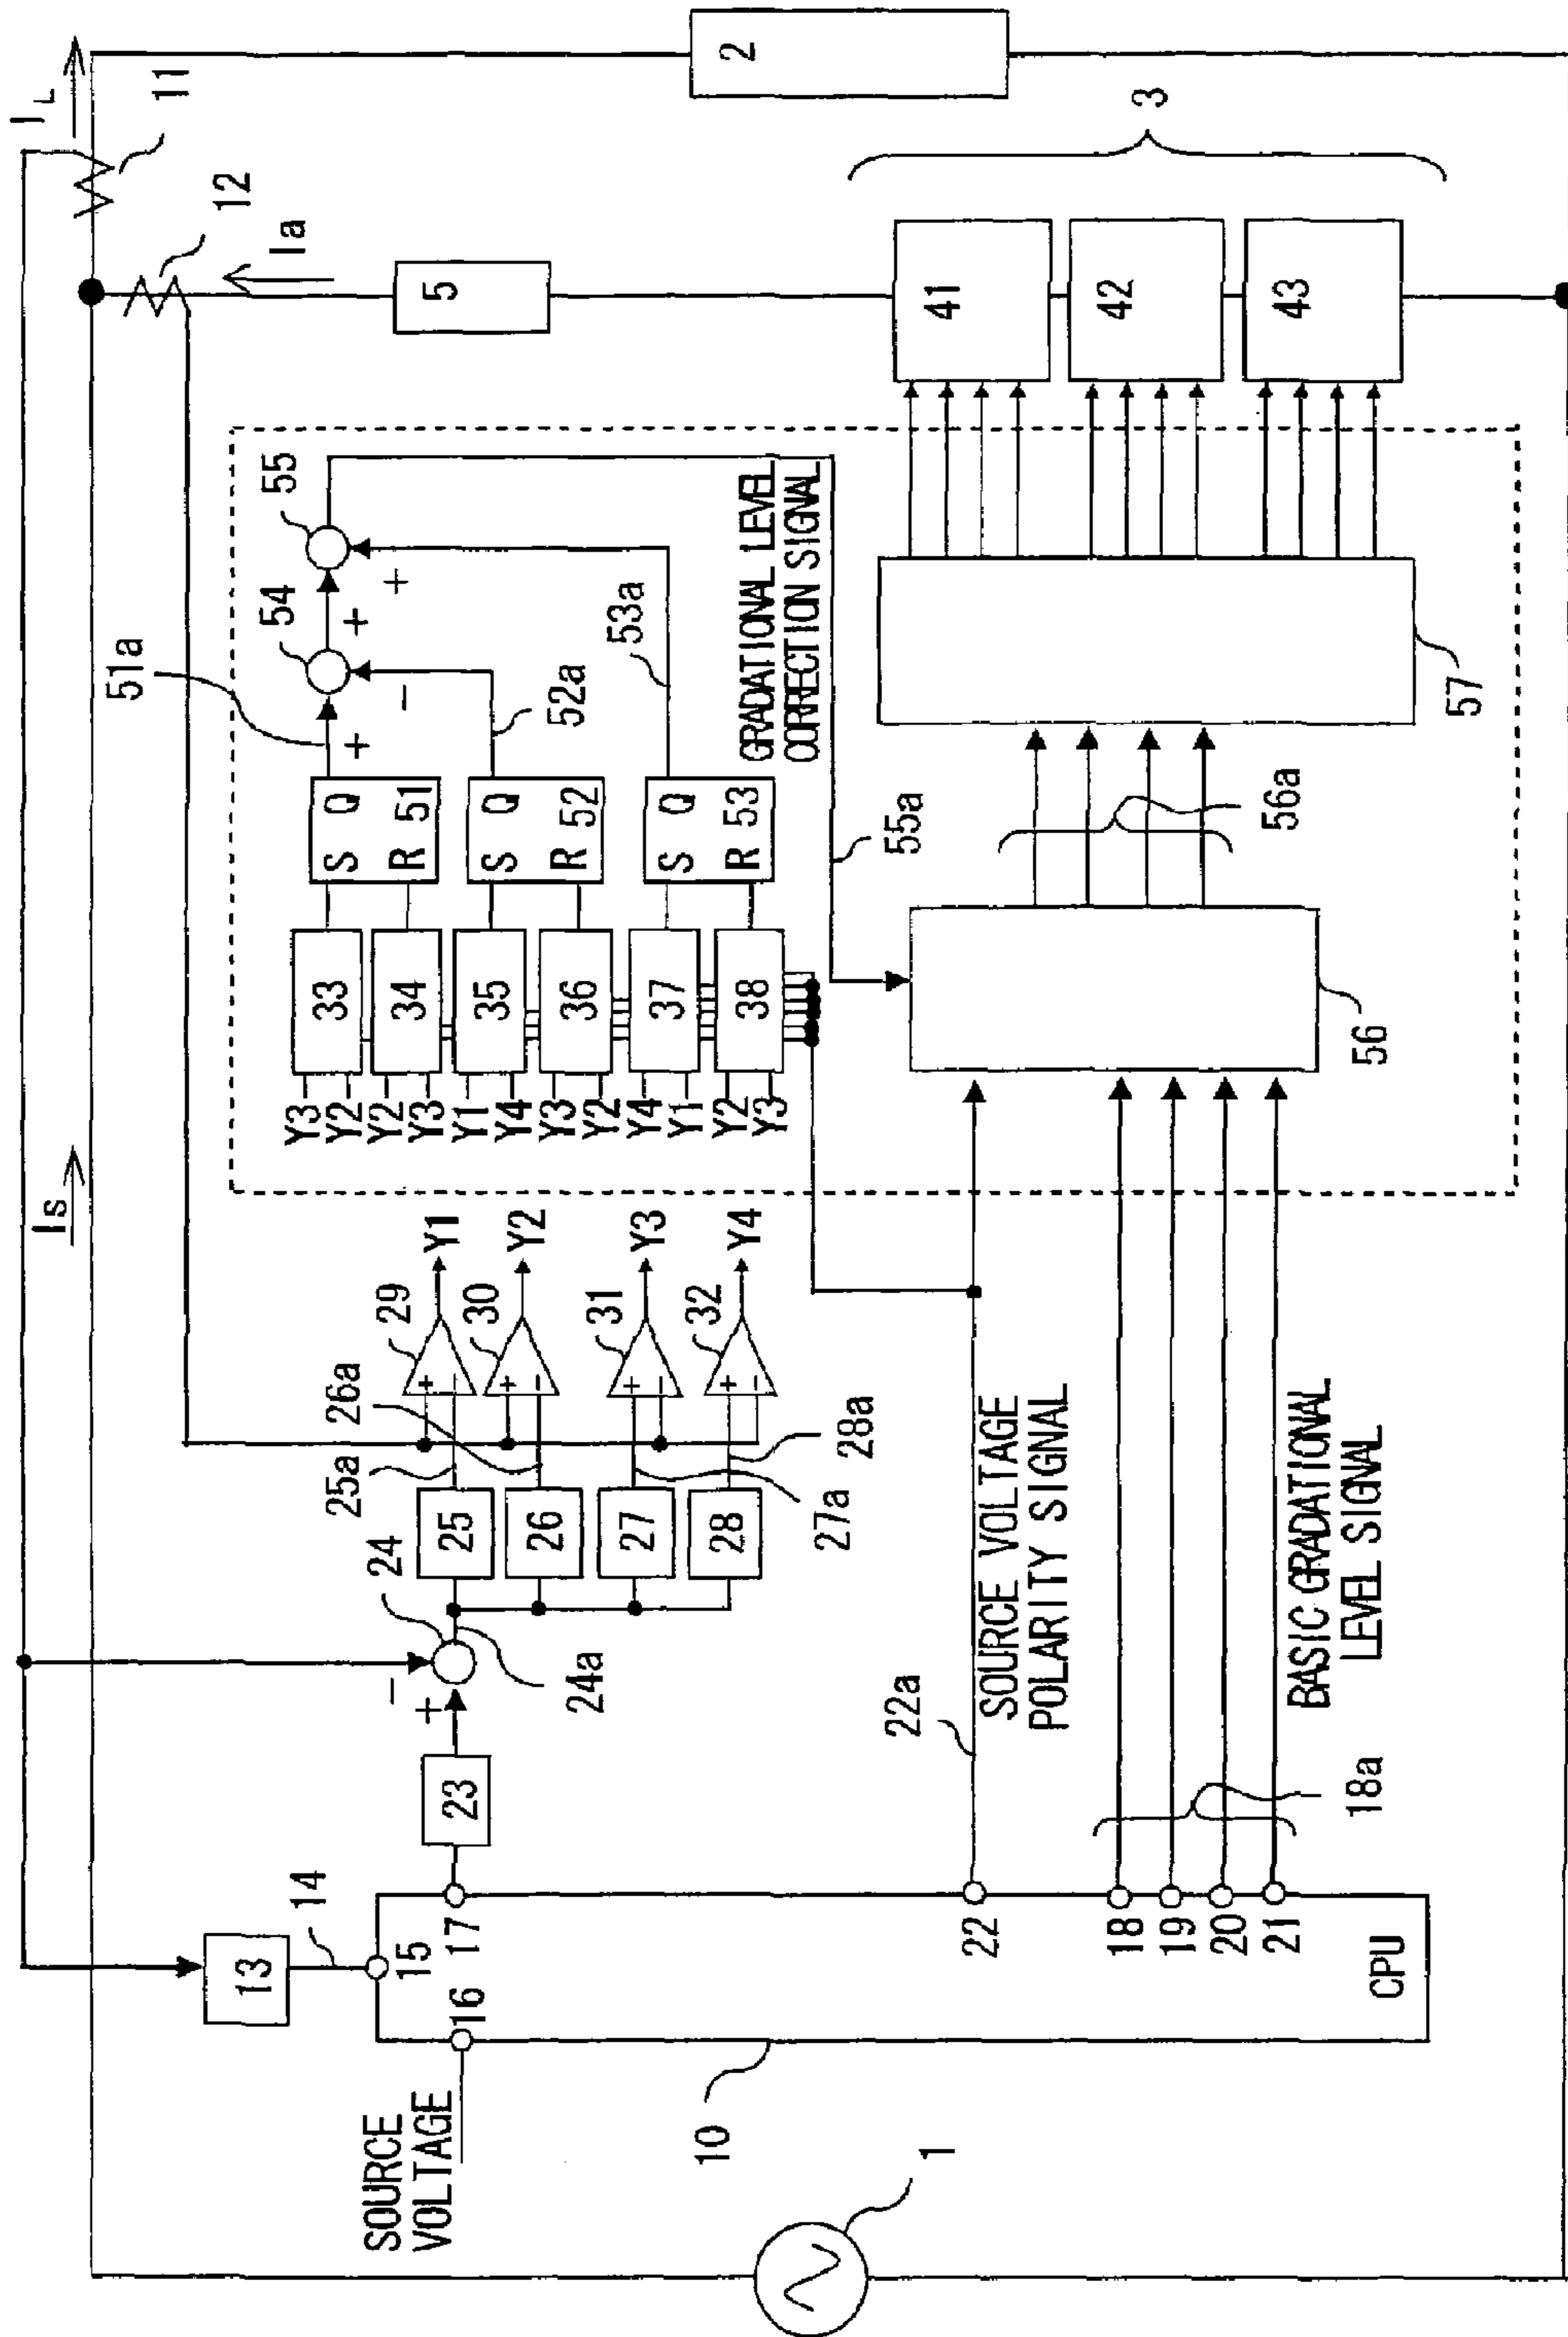 Is
I L
11
12
Ia
2
3
5
41
42
43
SOURCE
VOLTAGE
16
13
14
15
17
10
CPU
1
22
18
19
20
21
18a
22a
SOURCE VOLTAGE
POLARITY SIGNAL
BASIC GRADATIONAL
LEVEL SIGNAL
23
+
−
24
24a
25
26
27
28
25a
26a
27a
28a
29
+
−
Y1
30
+
−
Y2
31
+
−
Y3
32
+
−
Y4
Y3
Y2
33
Y2
Y3
34
Y1
Y4
35
Y3
Y2
36
Y4
Y1
37
Y2
Y3
38
S Q
R 51
S Q
R 52
S Q
R 53
51a
+
−
52a
54
+
+
53a
55
GRADATIONAL LEVEL
CORRECTION SIGNAL
55a
56
56a
57